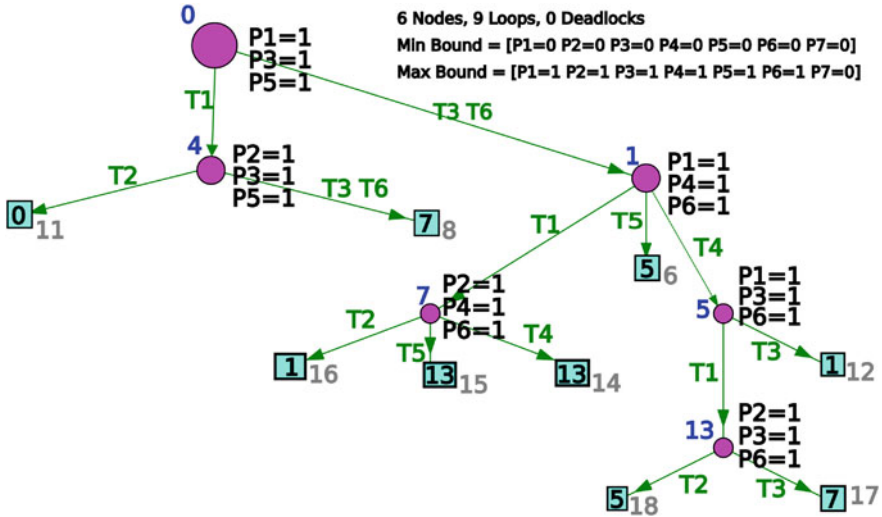 0
6 Nodes, 9 Loops, 0 Deadlocks
P1=1
P3=1
P5=1
Min Bound = [P1=0 P2=0 P3=0 P4=0 P5=0 P6=0 P7=0]
Max Bound = [P1=1 P2=1 P3=1 P4=1 P5=1 P6=1 P7=0]
T1
T3 T6
4
P2=1
P3=1
P5=1
1
P1=1
P4=1
P6=1
T2
T3 T6
0
11
7
8
T1
T5
T4
5
6
7
P2=1
P4=1
P6=1
5
P1=1
P3=1
P6=1
T2
T5
T4
T3
1
16
13
15
13
14
1
12
T1
13
P2=1
P3=1
P6=1
T2
T3
5
18
7
17